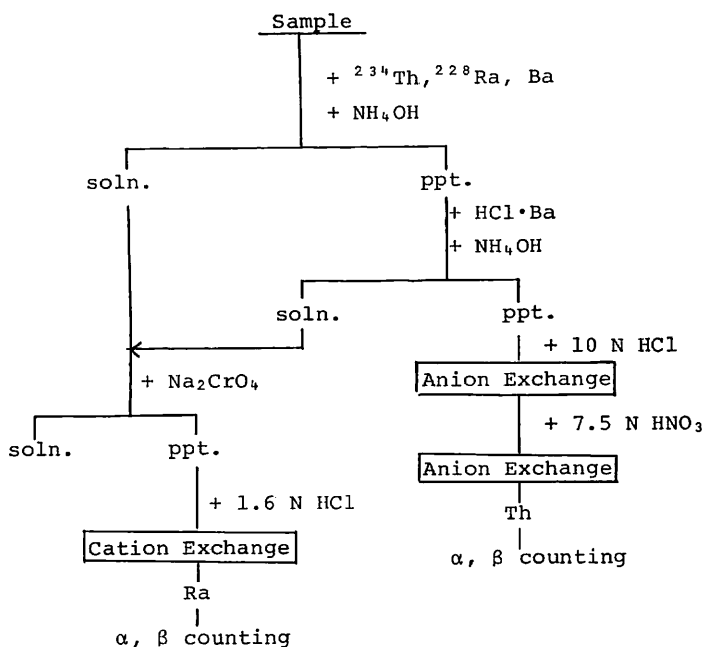 Sample
+ ²³⁴Th, ²²⁸Ra, Ba
+ NH₄OH
soln. ppt.
+ HCl·Ba
+ NH₄OH
soln. ppt.
+ 10 N HCl
Anion Exchange
+ Na₂CrO₄
+ 7.5 N HNO₃
soln. ppt.
Anion Exchange
+ 1.6 N HCl
Th
Cation Exchange
α, β counting
Ra
α, β counting